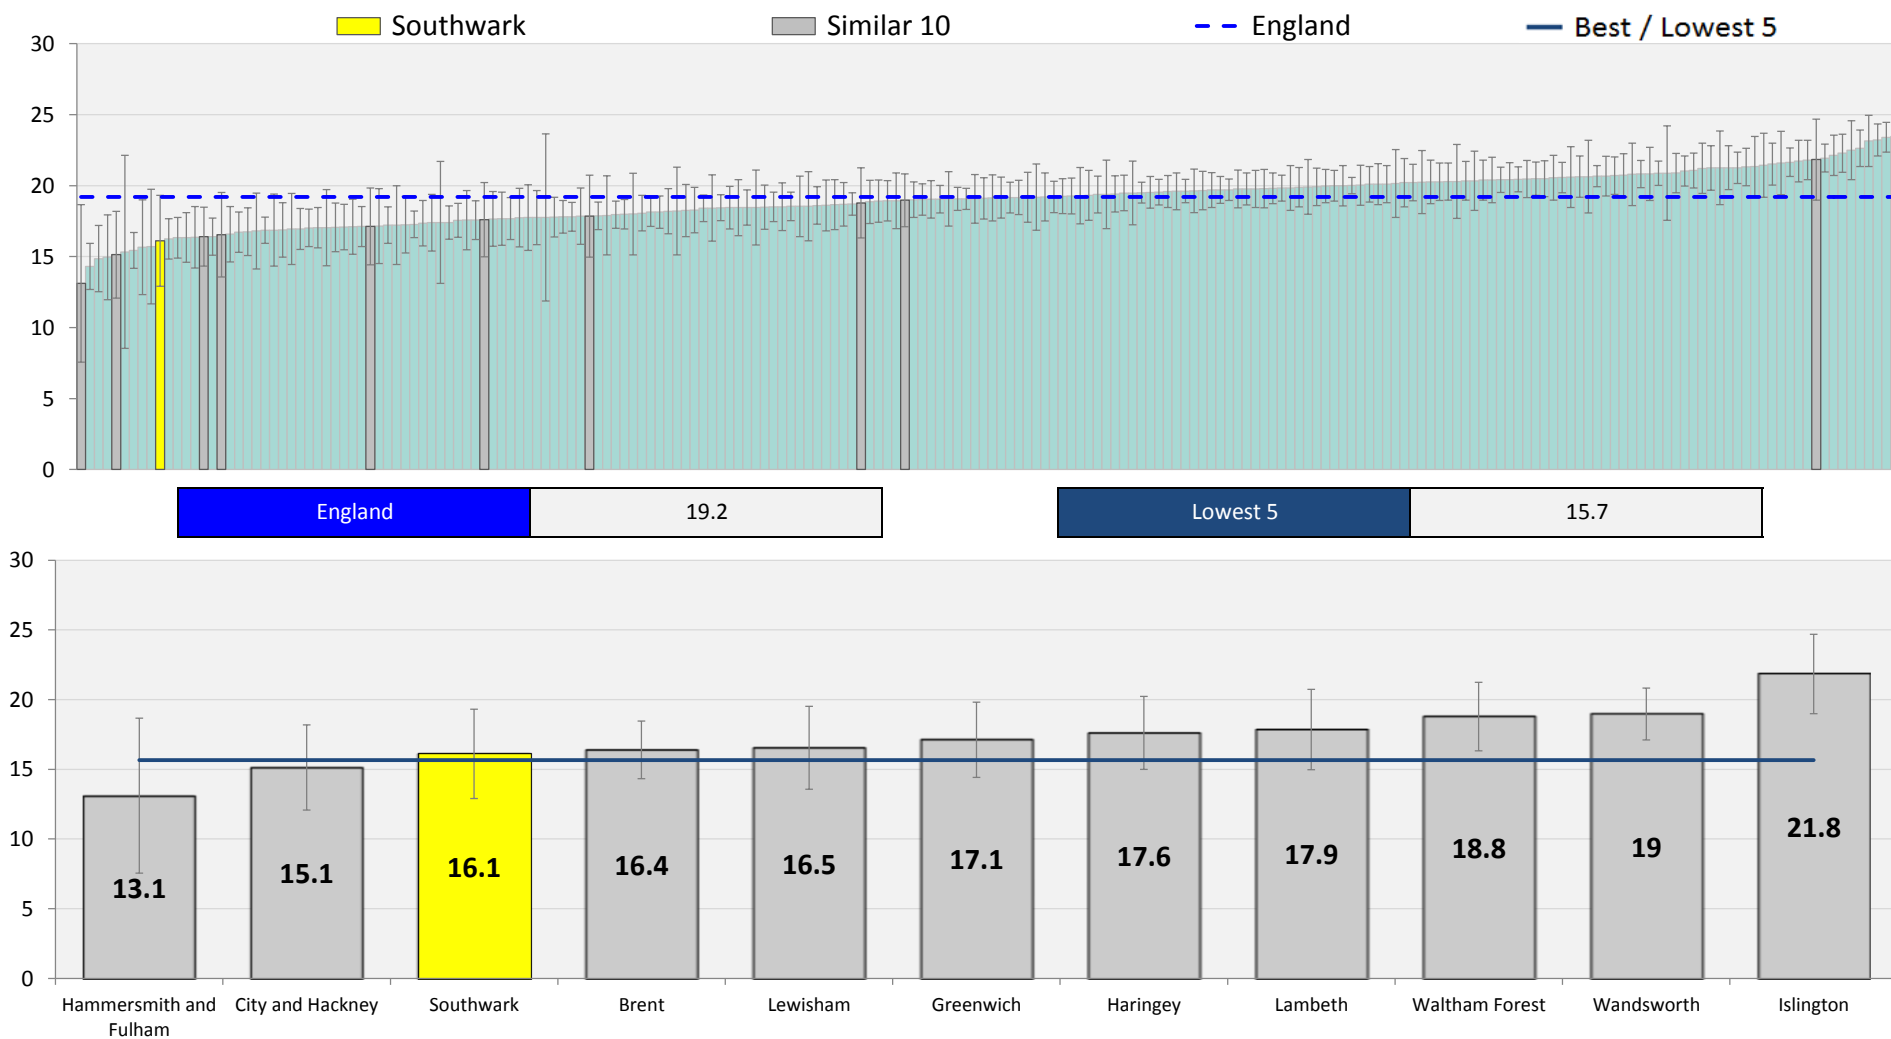 Southwark Similar 10 England Best / Lowest 5
30
25
20
15
10
5
0
England 19.2 Lowest 5 15.7
30
25
20
15
10
5
0
13.1 15.1 16.1 16.4 16.5 17.1 17.6 17.9 18.8 19 21.8
Hammersmith and City and Hackney Southwark Brent Lewisham Greenwich Haringey Lambeth Waltham Forest Wandsworth Islington
Fulham